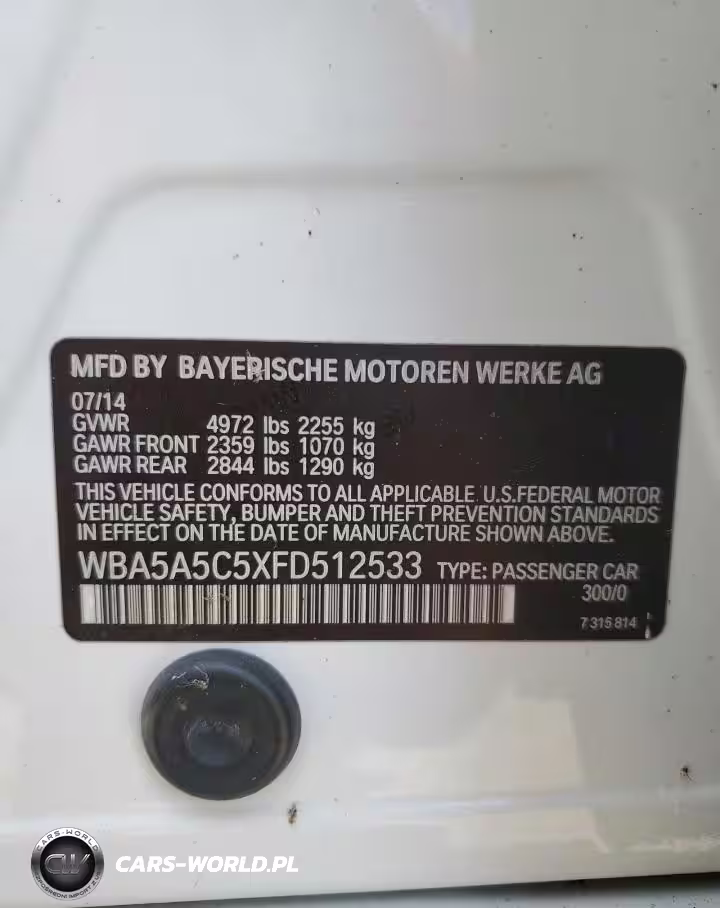 MFD BY BAYERISCHE MOTOREN WERKE AG
07/14
GVWR 4972 lbs 2255 kg
GAWR FRONT 2359 lbs 1070 kg
GAWR REAR 2844 lbs 1290 kg
THIS VEHICLE CONFORMS TO ALL APPLICABLE U.S.FEDERAL MOTOR
VEHICLE SAFETY, BUMPER AND THEFT PREVENTION STANDARDS
IN EFFECT ON THE DATE OF MANUFACTURE SHOWN ABOVE.
WBA5A5C5XFD512533 TYPE: PASSENGER CAR
300/0
7 315 814
CARS-WORLD
CW
CARS-WORLD.PL